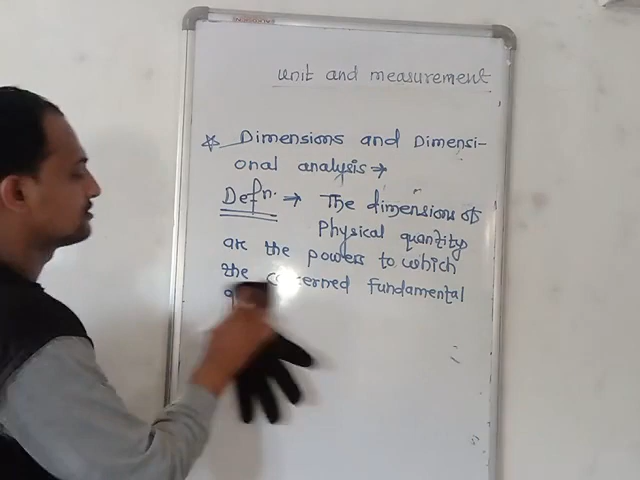 unit and measurement
Dimensions and Dimensi-
onal analysis →
Defn. → The dimensions of
Physical quantity
are the powers to which
the concerned fundamental
q